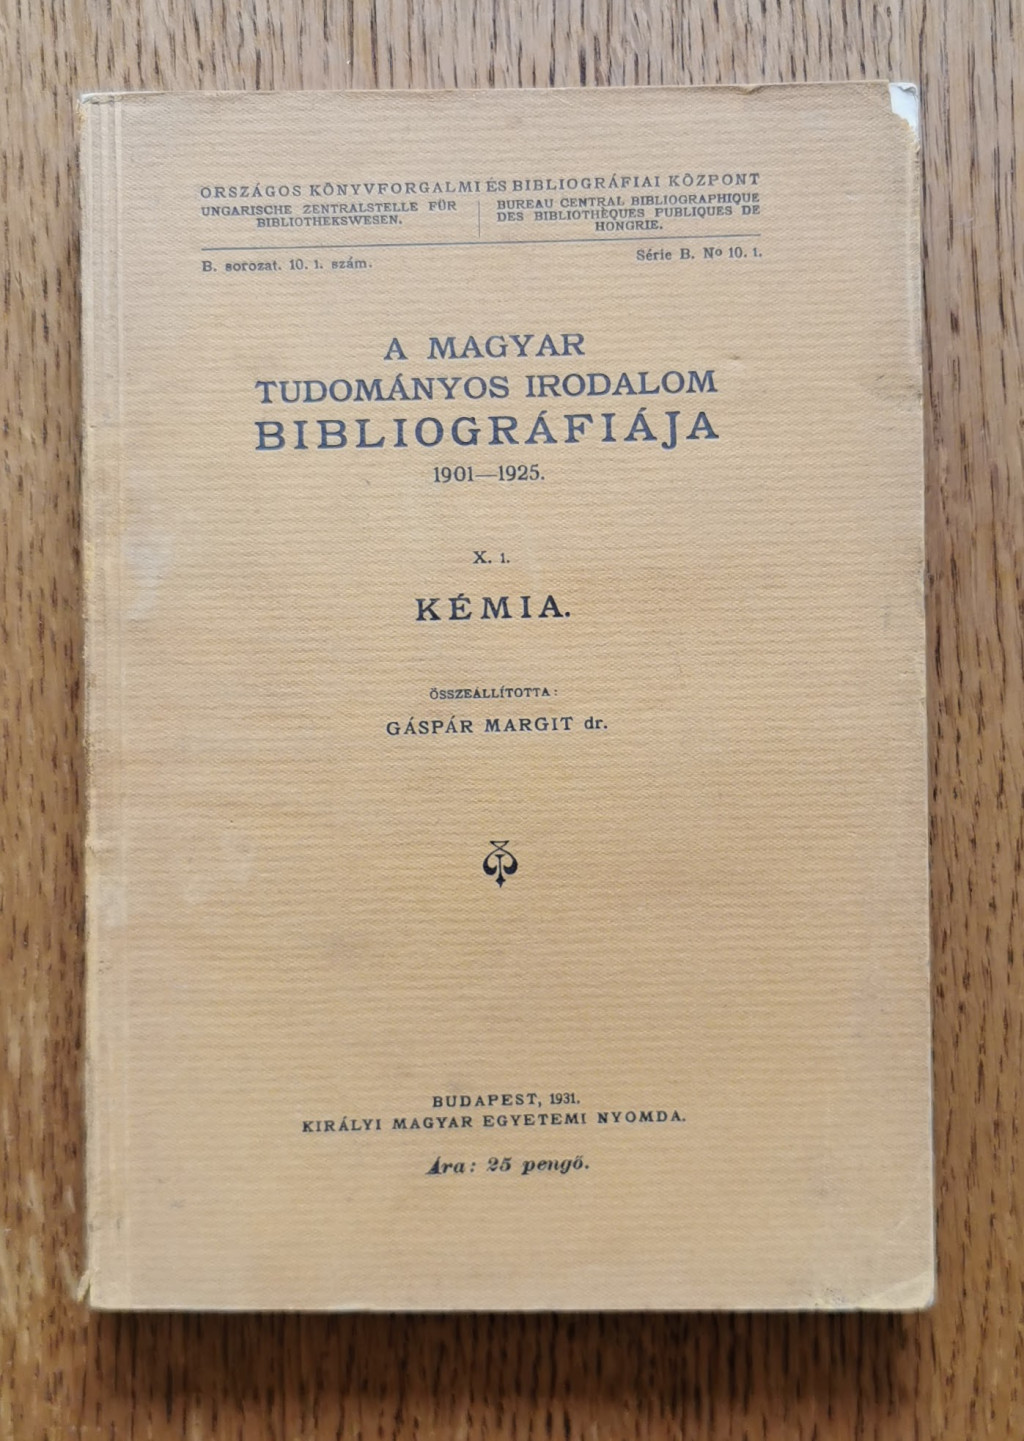 ORSZÁGOS KÖNYVFORGALMI ÉS BIBLIOGRÁFIAI KÖZPONT
UNGARISCHE ZENTRALSTELLE FÜR
BIBLIOTHEKSWESEN.
BUREAU CENTRAL BIBLIOGRAPHIQUE
DES BIBLIOTHÈQUES PUBLIQUES DE
HONGRIE.
B. sorozat. 10. 1. szám.
Série B. Nº 10. 1.
A MAGYAR
TUDOMÁNYOS IRODALOM
BIBLIOGRÁFIÁJA
1901—1925.
X. 1.
KÉMIA.
ÖSSZEÁLLÍTOTTA:
GÁSPÁR MARGIT dr.
BUDAPEST, 1931.
KIRÁLYI MAGYAR EGYETEMI NYOMDA.
Ára: 25 pengő.